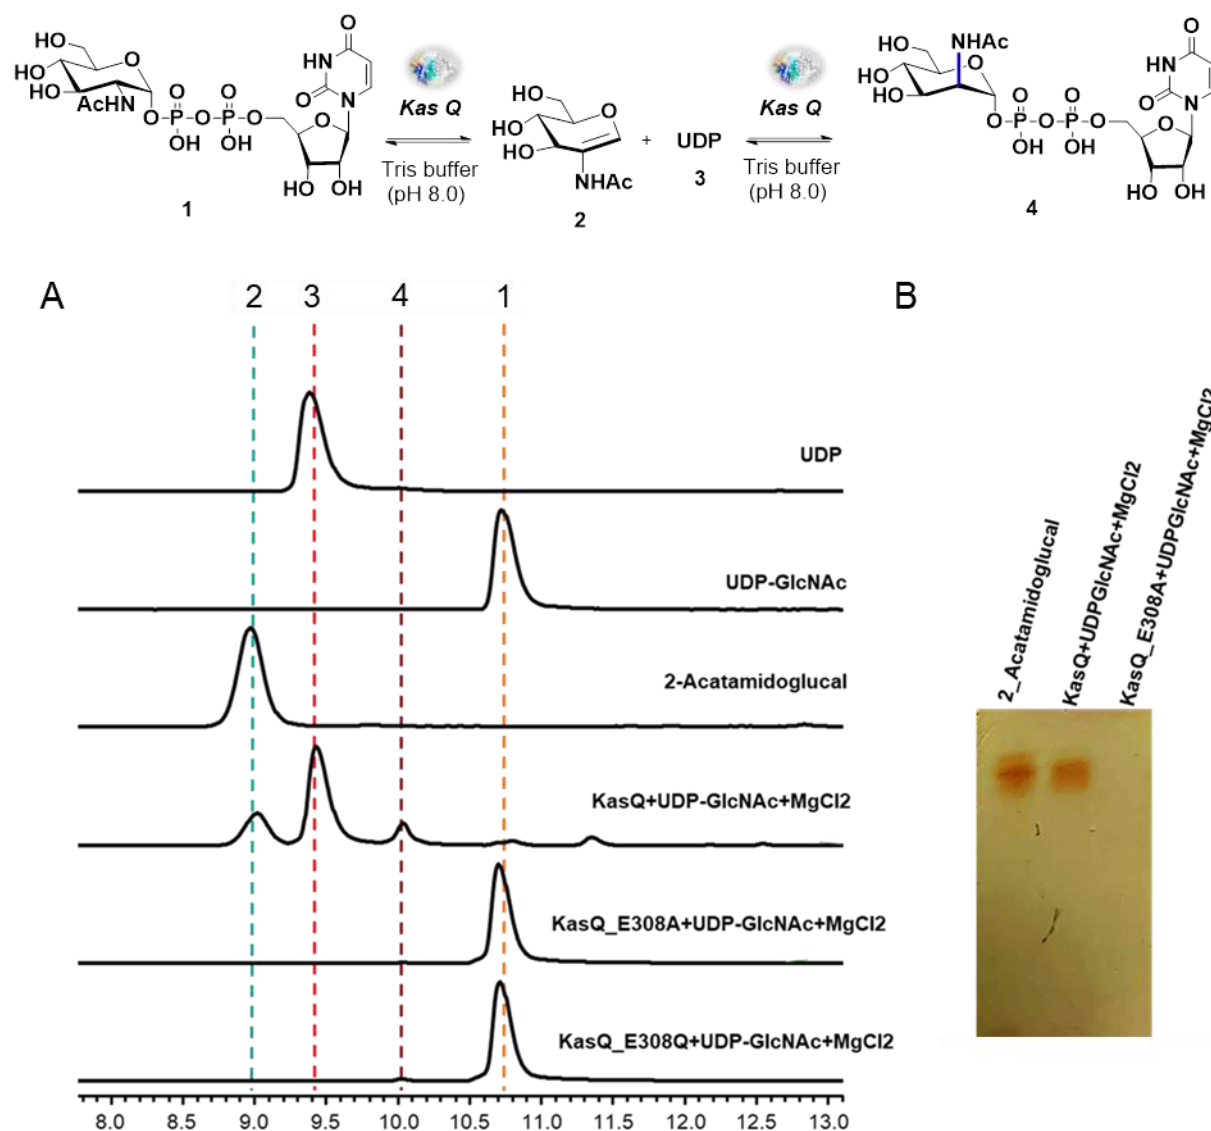 HO
O
HO
HO
AcHN
O
O
O
P
O
P
O
OH
OH
O
NH
O
N
O
HO
OH
1
Kas Q
Tris buffer
(pH 8.0)
HO
O
HO
HO
NHAc
2
+
UDP
3
Kas Q
Tris buffer
(pH 8.0)
HO
NHAc
O
HO
HO
O
O
O
P
O
P
O
OH
OH
O
NH
O
N
O
HO
OH
4
A
2
3
4
1
UDP
UDP-GlcNAc
2-Acatamidoglucal
KasQ+UDP-GlcNAc+MgCl2
KasQ_E308A+UDP-GlcNAc+MgCl2
KasQ_E308Q+UDP-GlcNAc+MgCl2
8.0 8.5 9.0 9.5 10.0 10.5 11.0 11.5 12.0 12.5 13.0
B
2_Acatamidoglucal
KasQ+UDPGlcNAc+MgCl2
KasQ_E308A+UDPGlcNAc+MgCl2